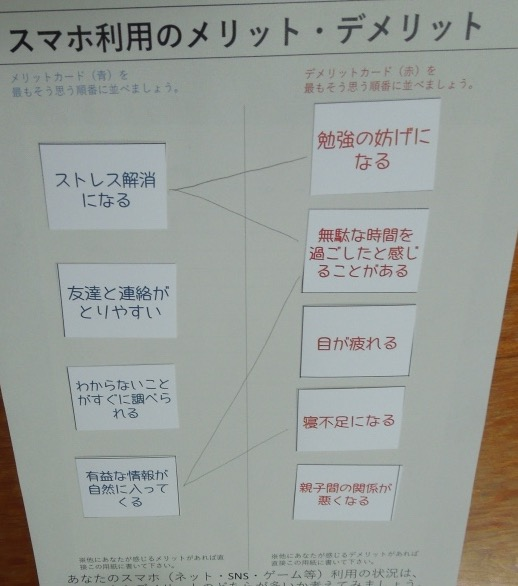 スマホ利用のメリット・デメリット
メリットカード（青）を
最もそう思う順番に並べましょう。
デメリットカード（赤）を
最もそう思う順番に並べましょう。
ストレス解消
になる
友達と連絡が
とりやすい
わからないこと
がすぐに調べら
れる
有益な情報が
自然に入って
くる
勉強の妨げに
なる
無駄な時間を
過ごしたと感じ
ることがある
目が疲れる
寝不足になる
親子間の関係が
悪くなる
※他にあなたが感じるメリットがあれば直
接この用紙に書いて下さい。
※他にあなたが感じるデメリットがあれば
直接この用紙に書いて下さい。
あなたのスマホ（ネット・SNS・ゲーム等）利用の状況は、